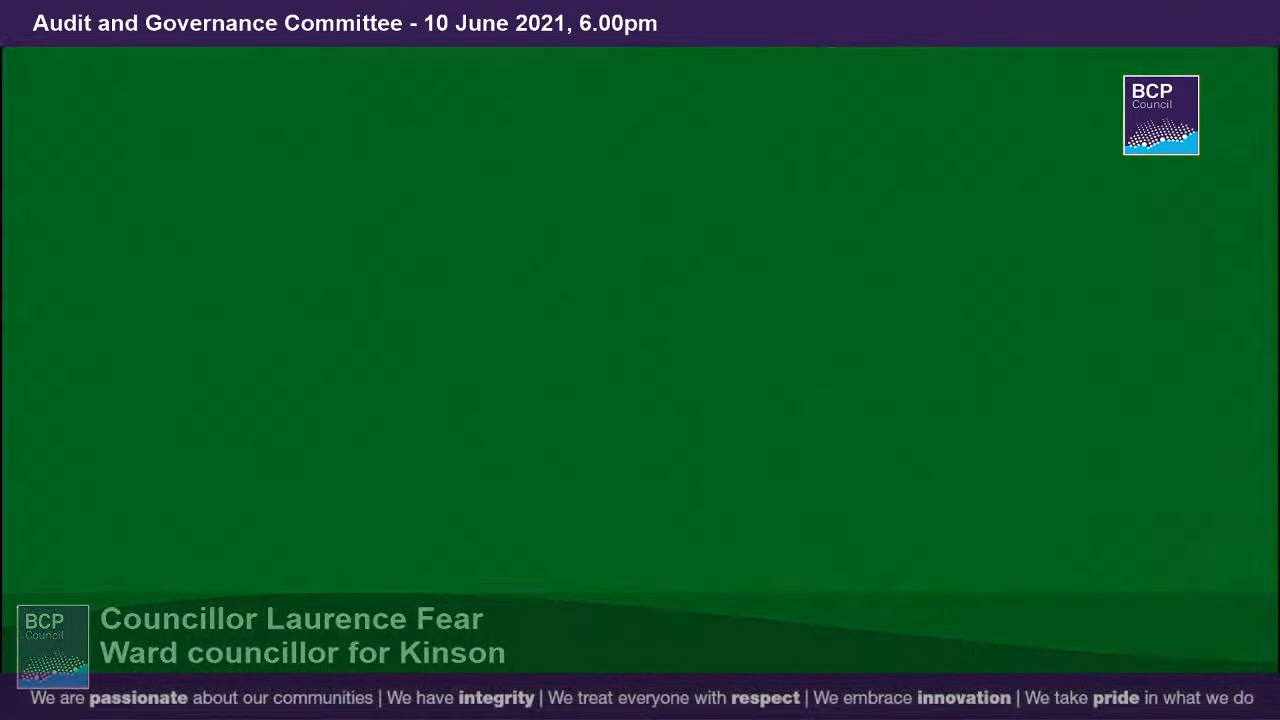 Audit and Governance Committee - 10 June 2021, 6.00pm
BCP
Council
Councillor Laurence Fear
Ward councillor for Kinson
BCP
Council
We are passionate about our communities | We have integrity | We treat everyone with respect | We embrace innovation | We take pride in what we do